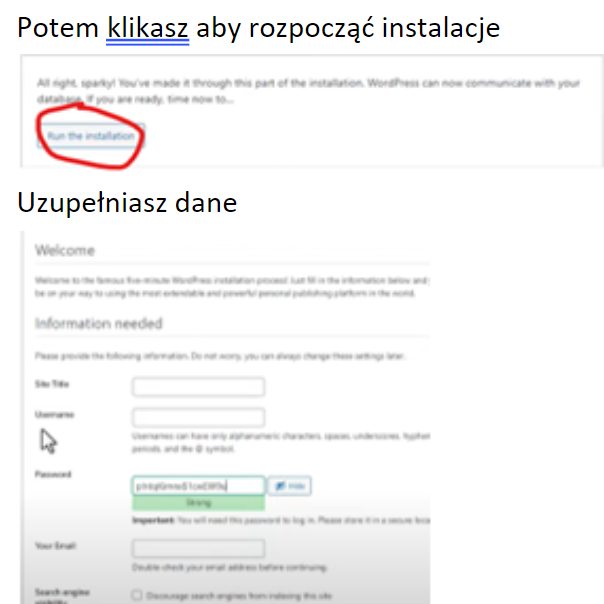 Potem klikasz aby rozpocząć instalacje
All right, sparky! You've made it through this part of the installation. WordPress can now communicate with your
database. If you are ready, time now to...
Run the installation
Uzupełniasz dane
Welcome
Welcome to the famous five-minute WordPress installation process! Just fill in the information below and
be on your way to using the most extendable and powerful personal publishing platform in the world.
Information needed
Please provide the following information. Do not worry, you can always change these settings later.
Site Title
Username
Usernames can have only alphanumeric characters, spaces, underscores, hyphen
periods, and the @ symbol.
Password
Hide
Strong
Important: You will need this password to log in. Please store it in a secure loca
Your Email
Double-check your email address before continuing.
Search engine
visibility
Discourage search engines from indexing this site